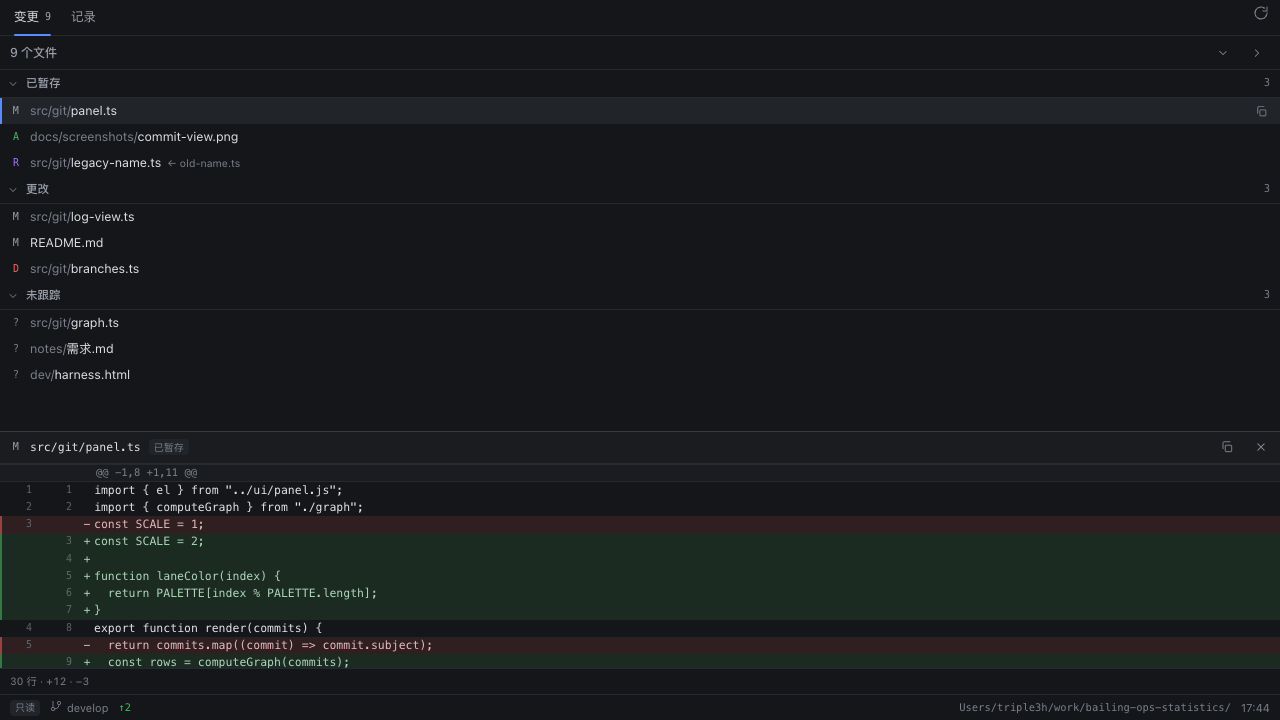 变更 9 记录
9 个文件
已暂存 3
M src/git/panel.ts
A docs/screenshots/commit-view.png
R src/git/legacy-name.ts ← old-name.ts
更改 3
M src/git/log-view.ts
M README.md
D src/git/branches.ts
未跟踪 3
? src/git/graph.ts
? notes/需求.md
? dev/harness.html
M src/git/panel.ts 已暂存
@@ −1,8 +1,11 @@
1 1 import { el } from "../ui/panel.js";
2 2 import { computeGraph } from "./graph";
3 −const SCALE = 1;
3 +const SCALE = 2;
4 +
5 +function laneColor(index) {
6 +  return PALETTE[index % PALETTE.length];
7 +}
4 8 export function render(commits) {
5 −  return commits.map((commit) => commit.subject);
9 +  const rows = computeGraph(commits);
30 行 · +12 · −3
只读 develop ↑2 Users/triple3h/work/bailing-ops-statistics/ 17:44